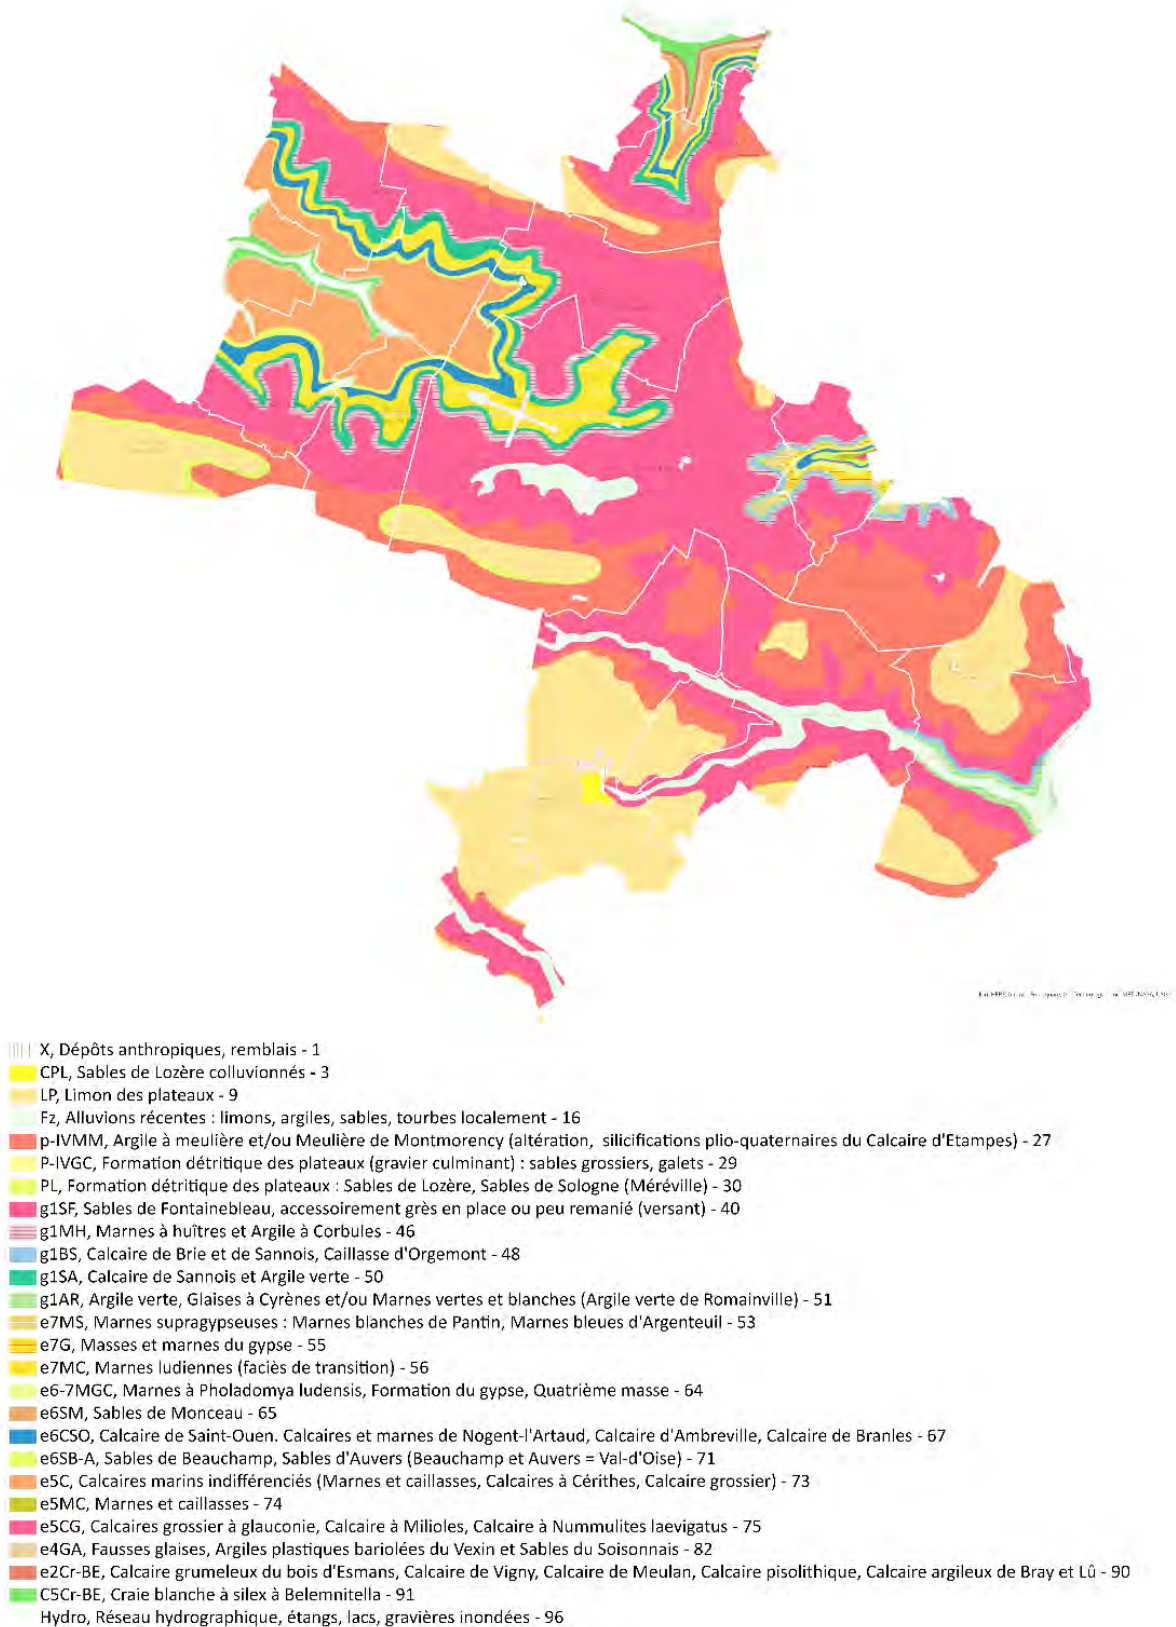 X, Dépôts anthropiques, remblais - 1
CPL, Sables de Lozère colluvionnés - 3
LP, Limon des plateaux - 9
Fz, Alluvions récentes : limons, argiles, sables, tourbes localement - 16
p-IVMM, Argile à meulière et/ou Meulière de Montmorency (altération, silicifications plio-quaternaires du Calcaire d'Etampes) - 27
P-IVGC, Formation détritique des plateaux (gravier culminant) : sables grossiers, galets - 29
PL, Formation détritique des plateaux : Sables de Lozère, Sables de Sologne (Méréville) - 30
g1SF, Sables de Fontainebleau, accessoirement grès en place ou peu remanié (versant) - 40
g1MH, Marnes à huîtres et Argile à Corbules - 46
g1BS, Calcaire de Brie et de Sannois, Caillasse d'Orgemont - 48
g1SA, Calcaire de Sannois et Argile verte - 50
g1AR, Argile verte, Glaises à Cyrènes et/ou Marnes vertes et blanches (Argile verte de Romainville) - 51
e7MS, Marnes supragypseuses : Marnes blanches de Pantin, Marnes bleues d'Argenteuil - 53
e7G, Masses et marnes du gypse - 55
e7MC, Marnes ludiennes (faciès de transition) - 56
e6-7MGC, Marnes à Pholadomya ludensis, Formation du gypse, Quatrième masse - 64
e6SM, Sables de Monceau - 65
e6CSO, Calcaire de Saint-Ouen. Calcaires et marnes de Nogent-l'Artaud, Calcaire d'Ambreville, Calcaire de Branles - 67
e6SB-A, Sables de Beauchamp, Sables d'Auvers (Beauchamp et Auvers = Val-d'Oise) - 71
e5C, Calcaires marins indifférenciés (Marnes et caillasses, Calcaires à Cérithes, Calcaire grossier) - 73
e5MC, Marnes et caillasses - 74
e5CG, Calcaires grossier à glauconie, Calcaire à Milioles, Calcaire à Nummulites laevigatus - 75
e4GA, Fausses glaises, Argiles plastiques bariolées du Vexin et Sables du Soisonnais - 82
e2Cr-BE, Calcaire grumeleux du bois d'Esmans, Calcaire de Vigny, Calcaire de Meulan, Calcaire pisolithique, Calcaire argileux de Bray et Lû - 90
C5Cr-BE, Craie blanche à silex à Belemnitella - 91
Hydro, Réseau hydrographique, étangs, lacs, gravières inondées - 96